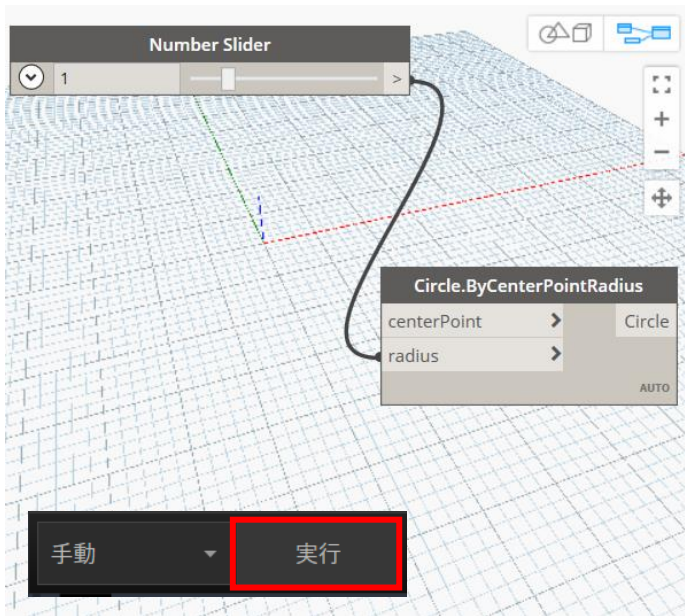 Number Slider
1
>
Circle.ByCenterPointRadius
centerPoint > Circle
radius >
AUTO
手動 実行